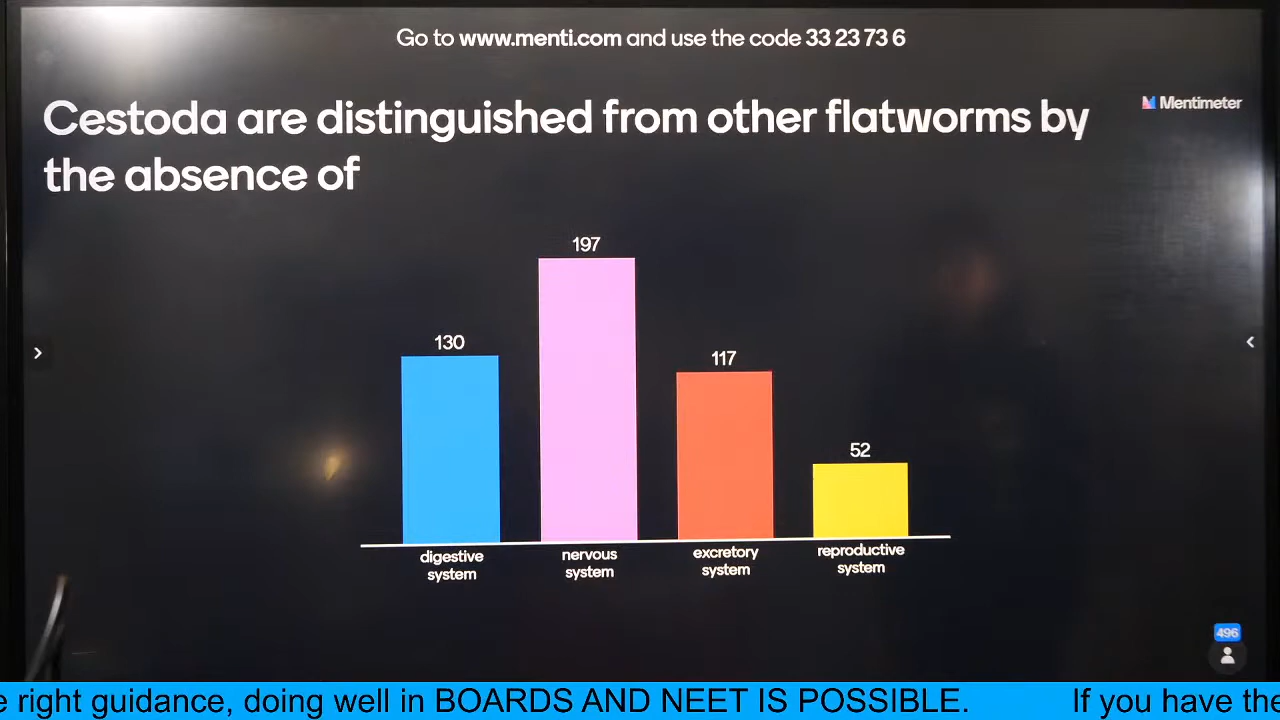 Go to www.menti.com and use the code 33 23 73 6
Mentimeter
Cestoda are distinguished from other flatworms by
the absence of
197
130
117
52
digestive
system
nervous
system
excretory
system
reproductive
system
496
e right guidance, doing well in BOARDS AND NEET IS POSSIBLE. If you have the